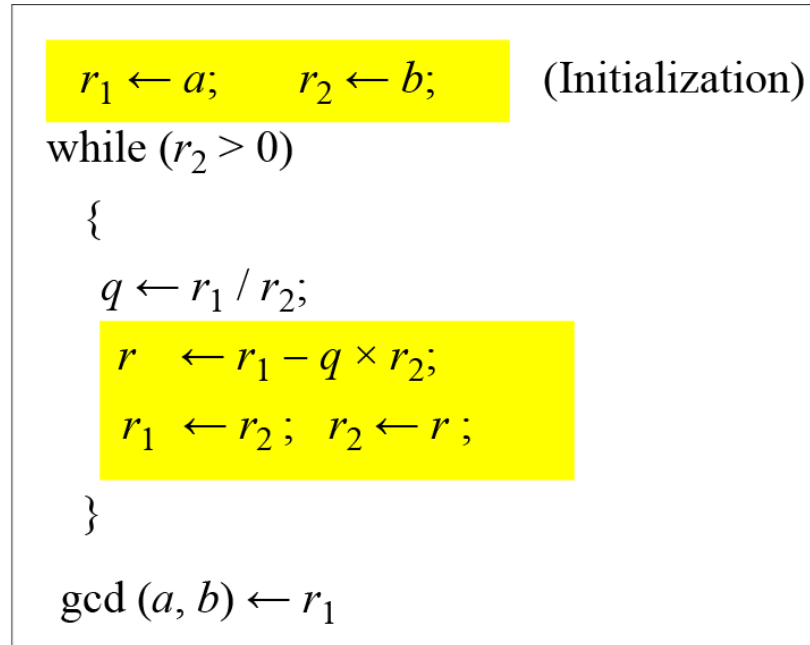 r₁ ← a; r₂ ← b; (Initialization)
while (r₂ > 0)
{
q ← r₁ / r₂;
r ← r₁ – q × r₂;
r₁ ← r₂ ; r₂ ← r ;
}
gcd (a, b) ← r₁